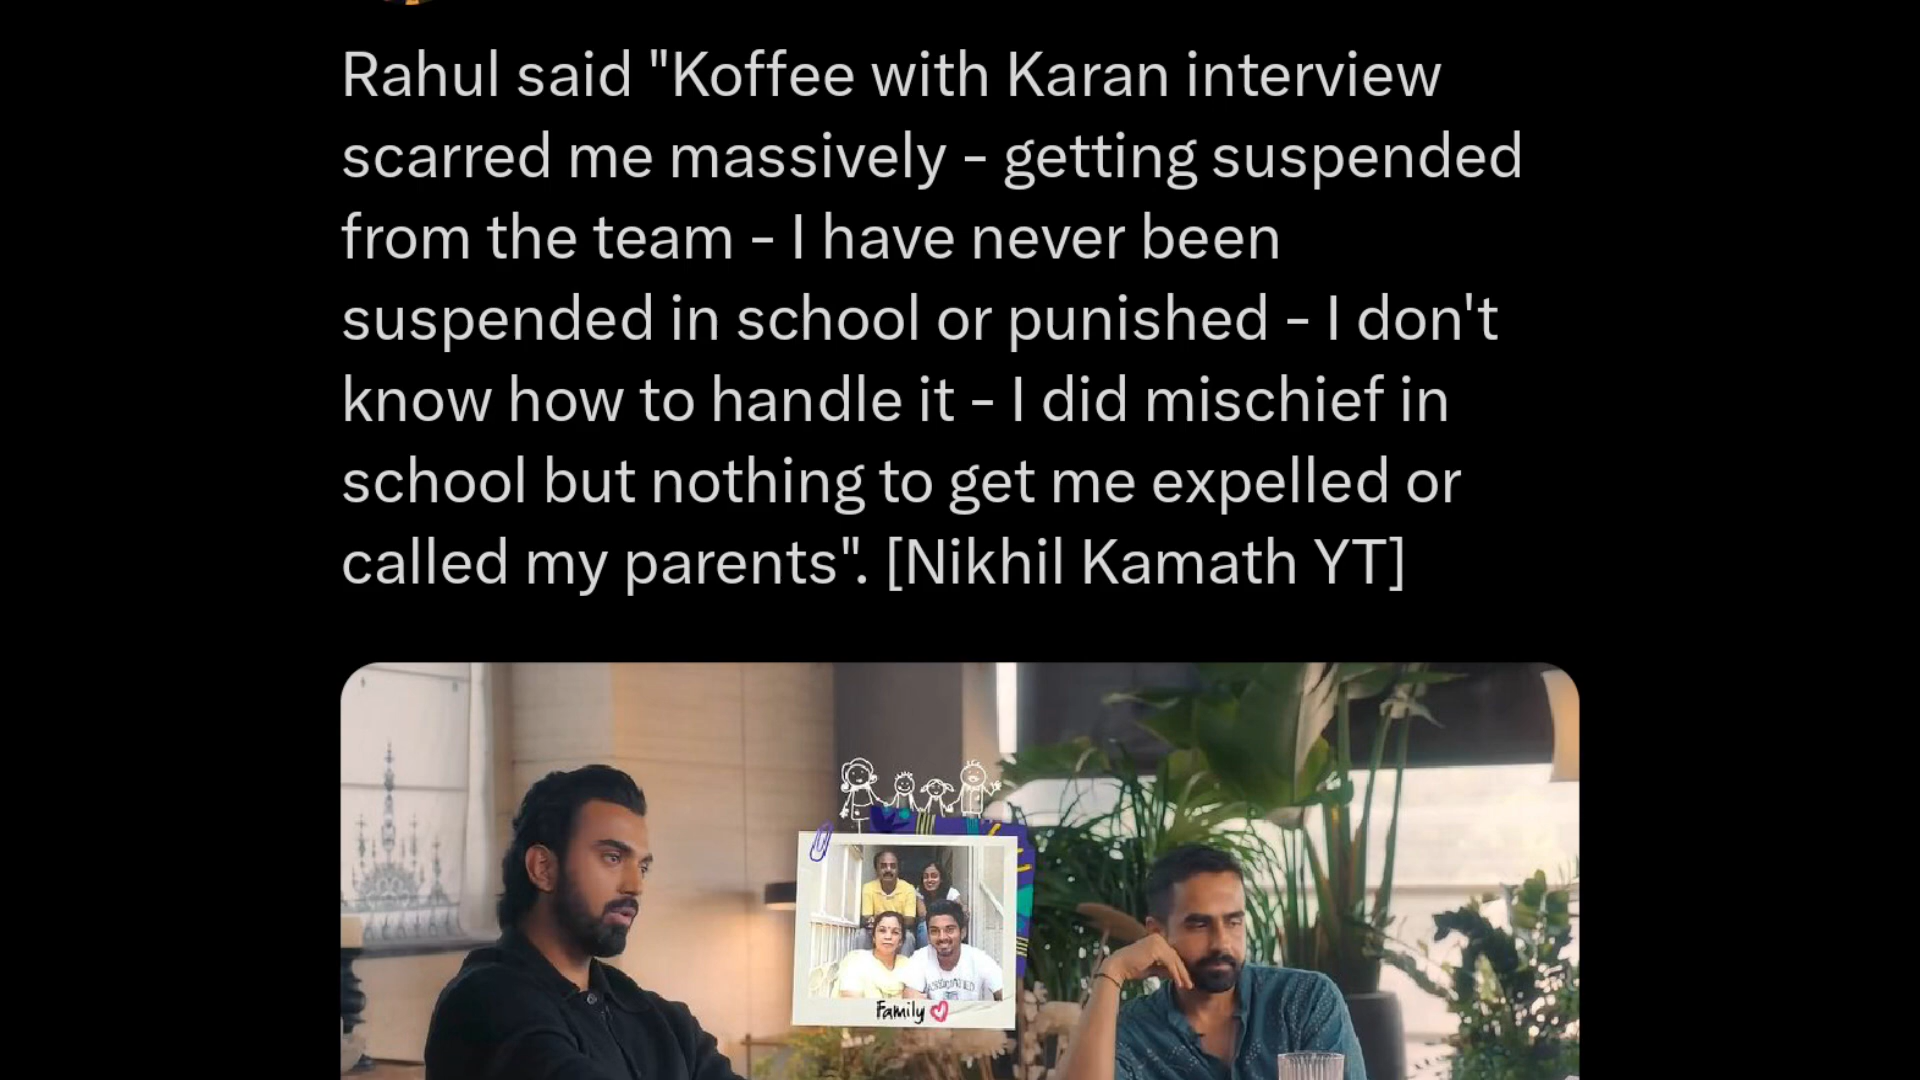 Rahul said "Koffee with Karan interview
scarred me massively - getting suspended
from the team - I have never been
suspended in school or punished - I don't
know how to handle it - I did mischief in
school but nothing to get me expelled or
called my parents". [Nikhil Kamath YT]
Family